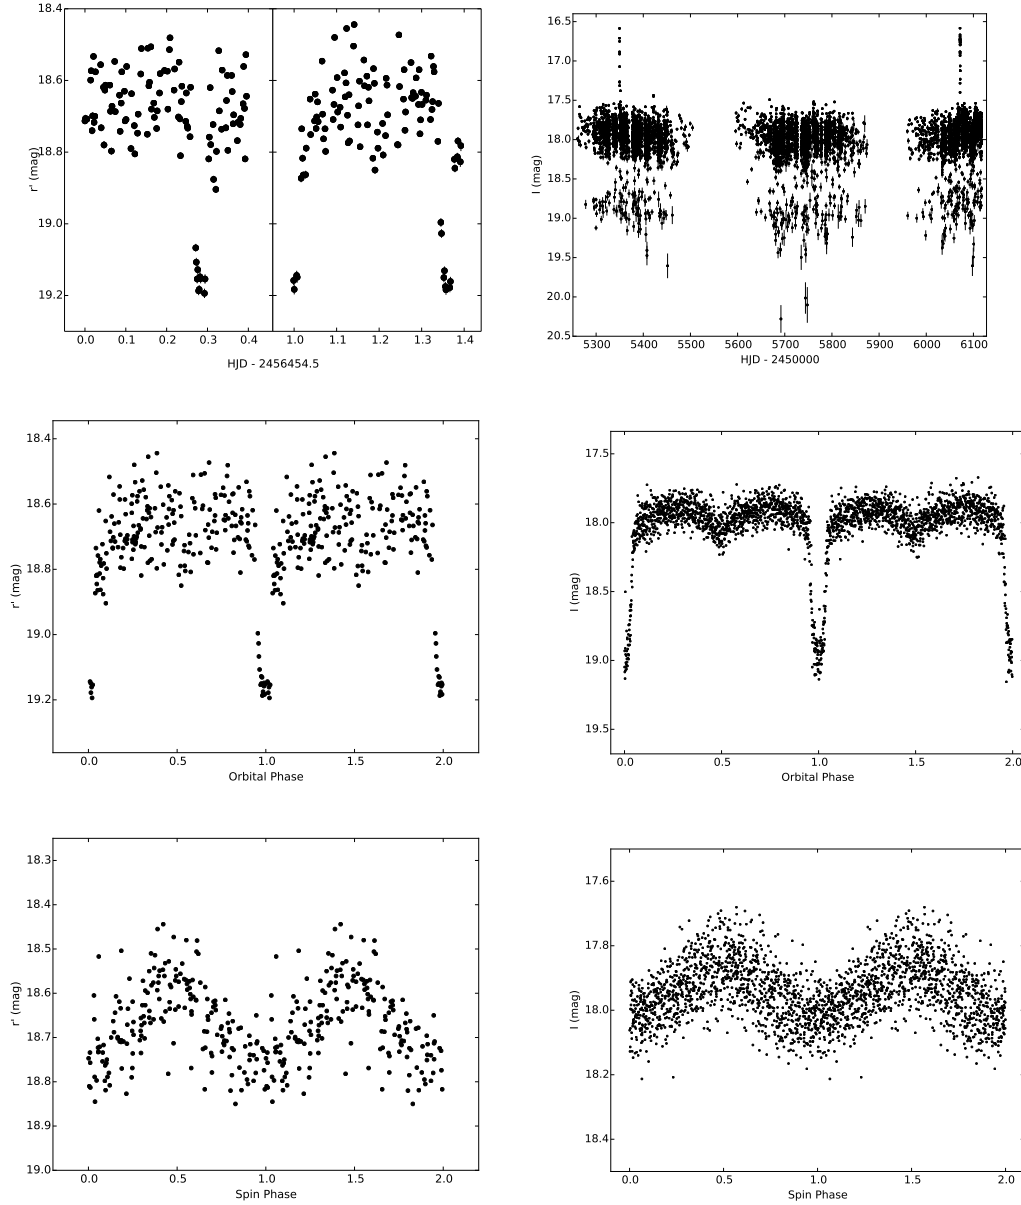 18.4
18.6
18.8
19.0
19.2
r' (mag)
0.0 0.1 0.2 0.3 0.4 1.0 1.1 1.2 1.3 1.4
HJD - 2456454.5
16.5
17.0
17.5
18.0
18.5
19.0
19.5
20.0
20.5
I (mag)
5300 5400 5500 5600 5700 5800 5900 6000 6100
HJD - 2450000
18.4
18.6
18.8
19.0
19.2
r' (mag)
0.0 0.5 1.0 1.5 2.0
Orbital Phase
17.5
18.0
18.5
19.0
19.5
I (mag)
0.0 0.5 1.0 1.5 2.0
Orbital Phase
18.3
18.4
18.5
18.6
18.7
18.8
18.9
19.0
r' (mag)
0.0 0.5 1.0 1.5 2.0
Spin Phase
17.6
17.8
18.0
18.2
18.4
I (mag)
0.0 0.5 1.0 1.5 2.0
Spin Phase